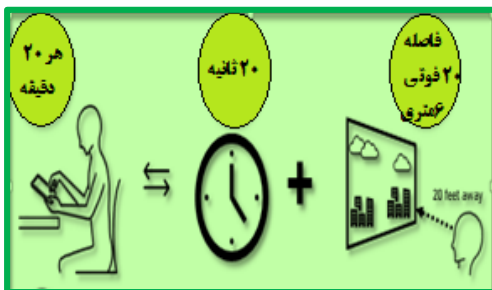 هر ۲۰
دقیقه
۲۰ ثانیه
فاصله
۲۰ فوتی
۶متری
20 feet away